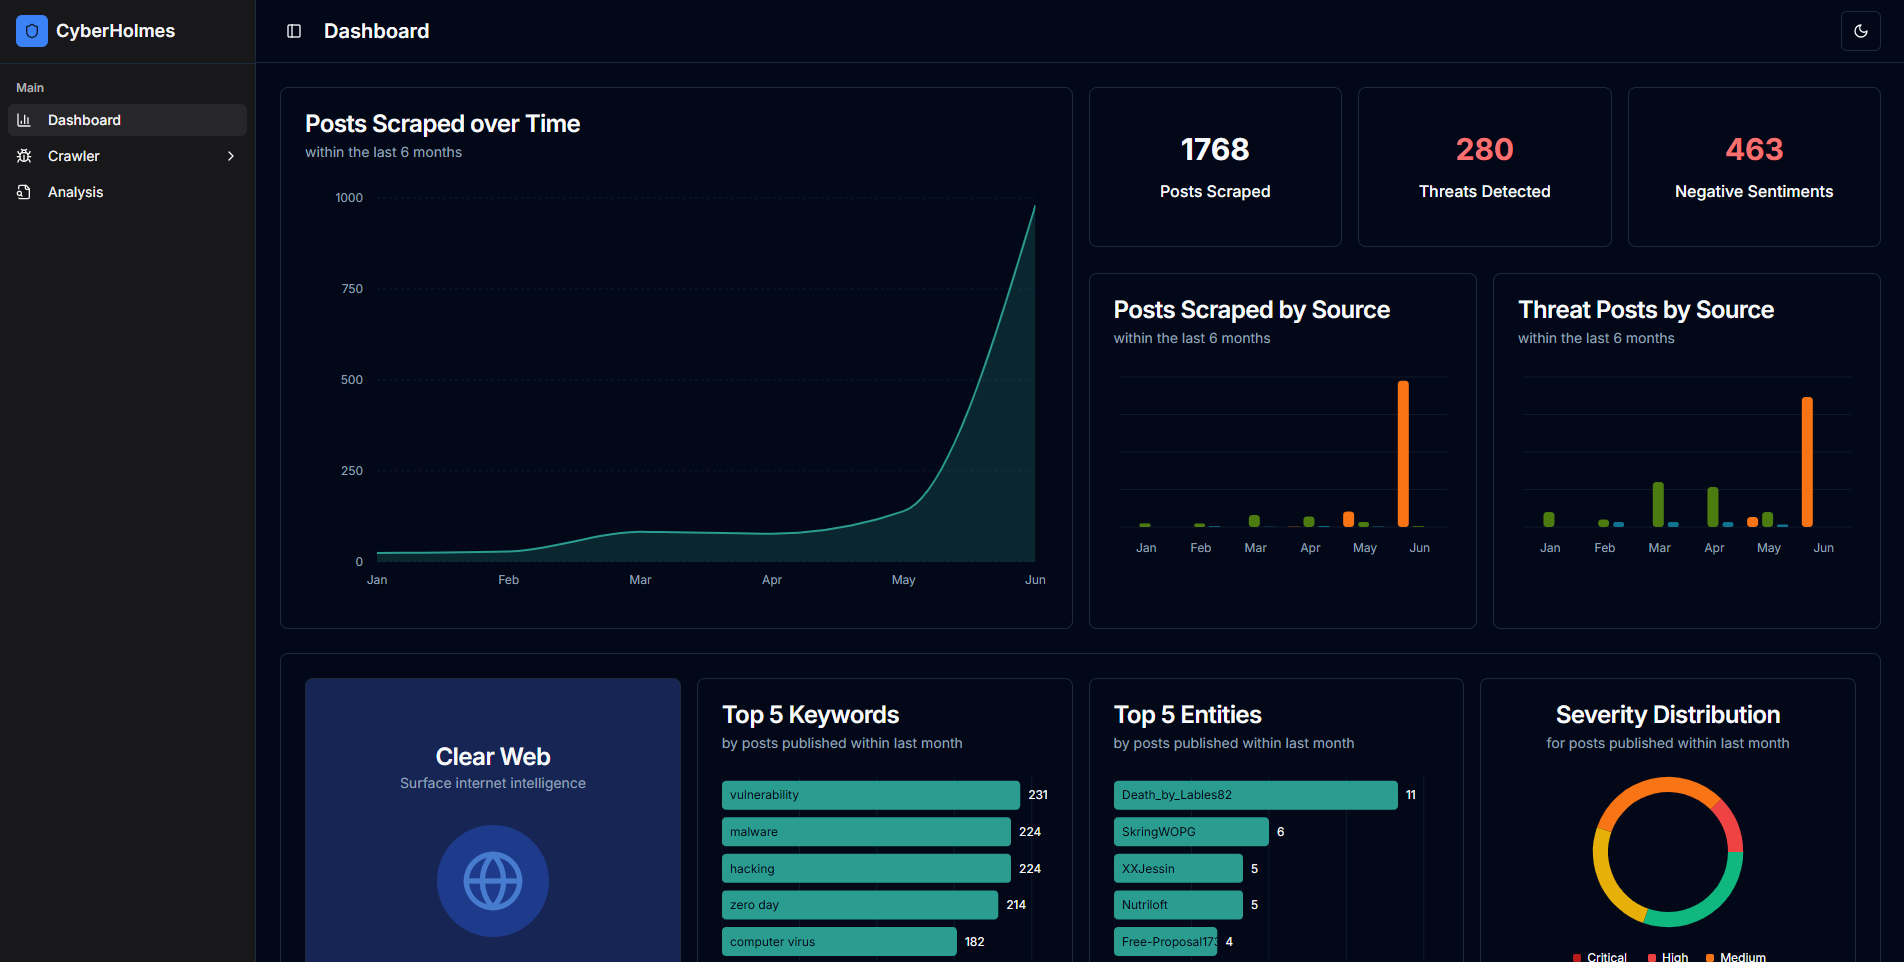 CyberHolmes
Main
Dashboard
Crawler
Analysis
Dashboard
Posts Scraped over Time
within the last 6 months
1000
750
500
250
0
Jan Feb Mar Apr May Jun
1768
Posts Scraped
280
Threats Detected
463
Negative Sentiments
Posts Scraped by Source
within the last 6 months
Jan Feb Mar Apr May Jun
Threat Posts by Source
within the last 6 months
Jan Feb Mar Apr May Jun
Clear Web
Surface internet intelligence
Top 5 Keywords
by posts published within last month
vulnerability 231
malware 224
hacking 224
zero day 214
computer virus 182
Top 5 Entities
by posts published within last month
Death_by_Lables82 11
SkringWOPG 6
XXJessin 5
Nutriloft 5
Free-Proposal173 4
Severity Distribution
for posts published within last month
Critical High Medium